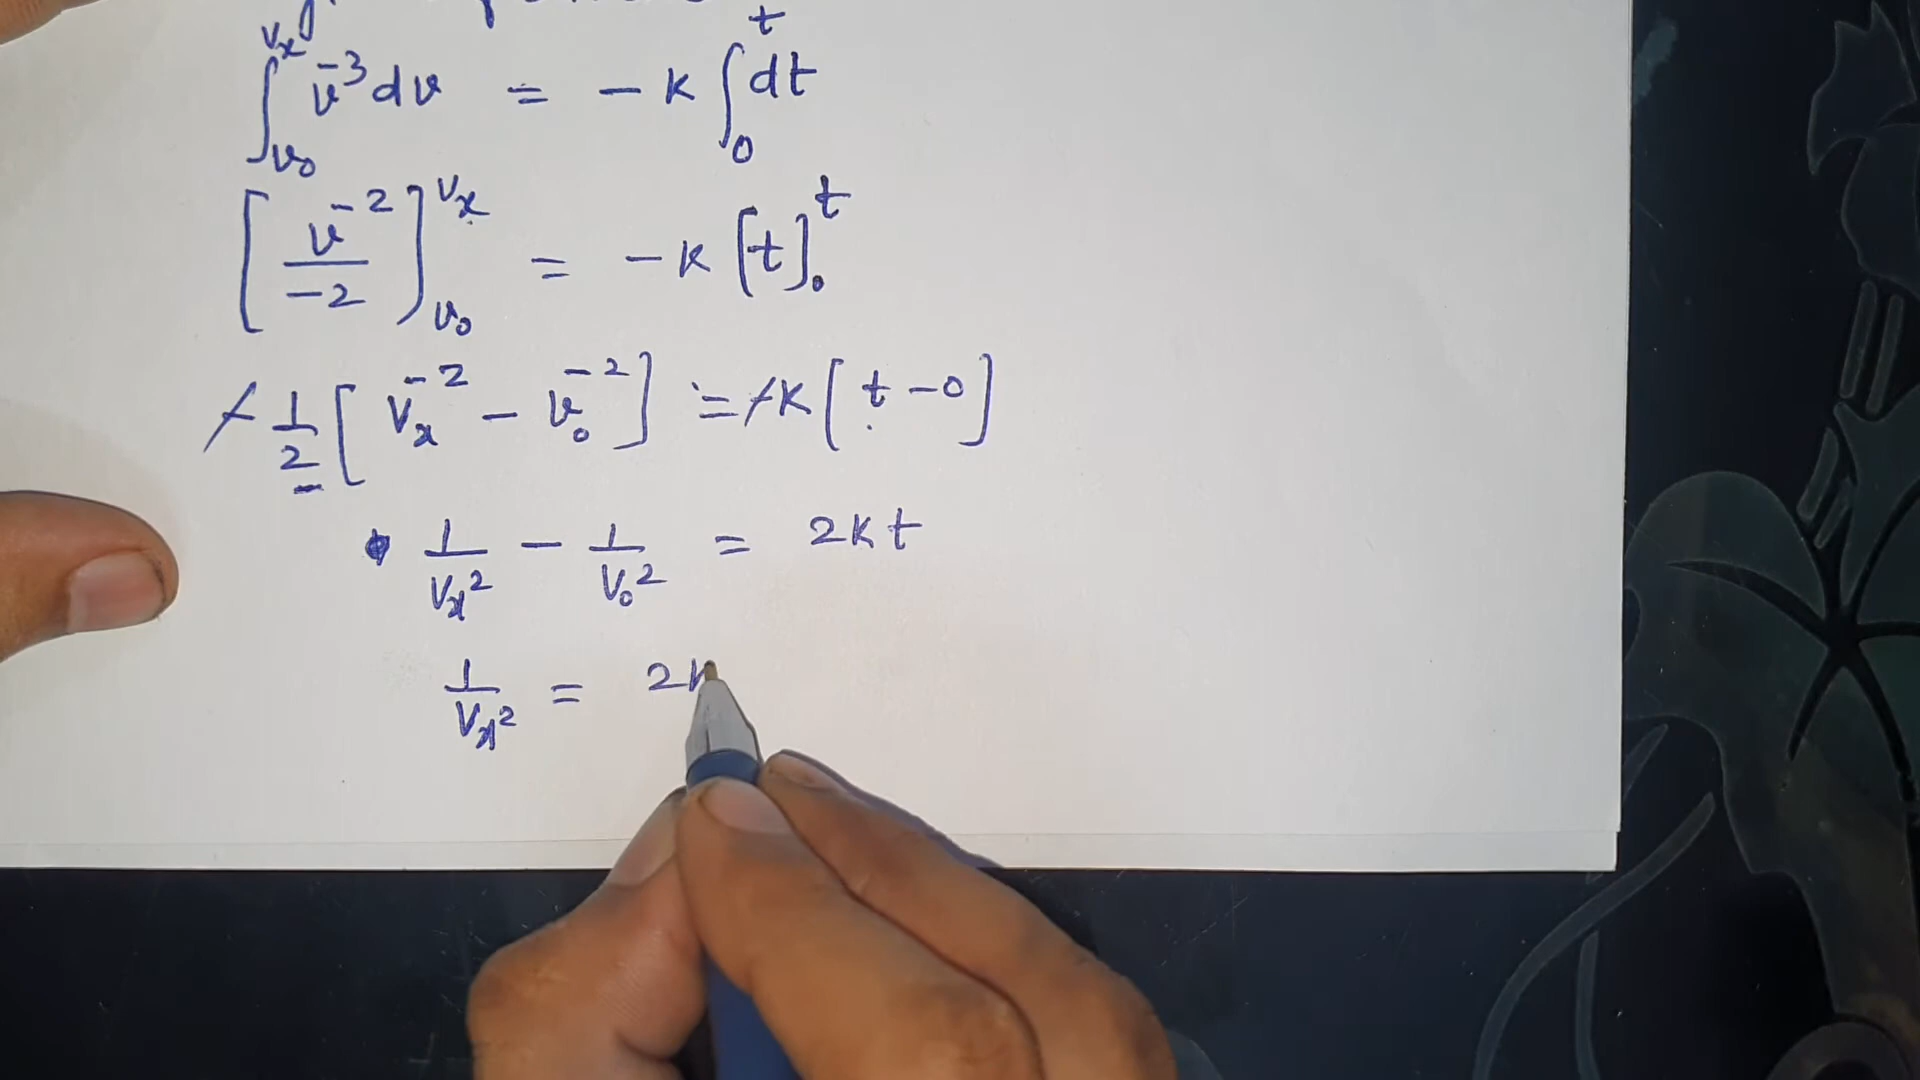 ∫_{v₀}^{Vₓ} v⁻³ dv = - K ∫₀^t dt
[v⁻²/-2]_{v₀}^{Vₓ} = - K [t]₀^t
- 1/2 [Vₓ⁻² - v₀⁻²] = - K [t - 0]
1/Vₓ² - 1/V₀² = 2Kt
1/Vₓ² = 2K